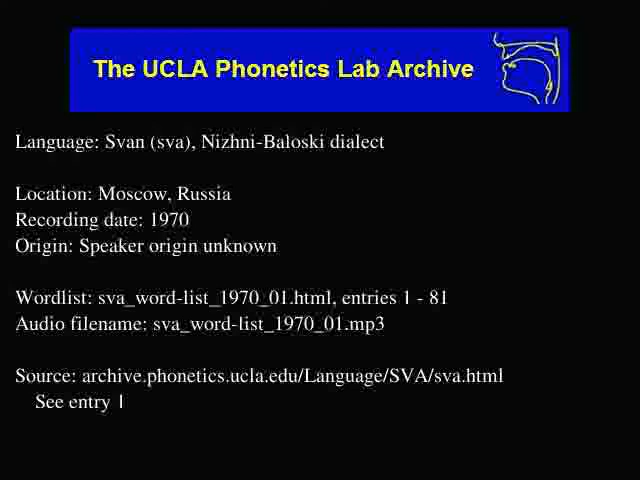 The UCLA Phonetics Lab Archive
Language: Svan (sva), Nizhni-Baloski dialect
Location: Moscow, Russia
Recording date: 1970
Origin: Speaker origin unknown
Wordlist: sva_word-list_1970_01.html, entries 1 - 81
Audio filename: sva_word-list_1970_01.mp3
Source: archive.phonetics.ucla.edu/Language/SVA/sva.html
See entry 1